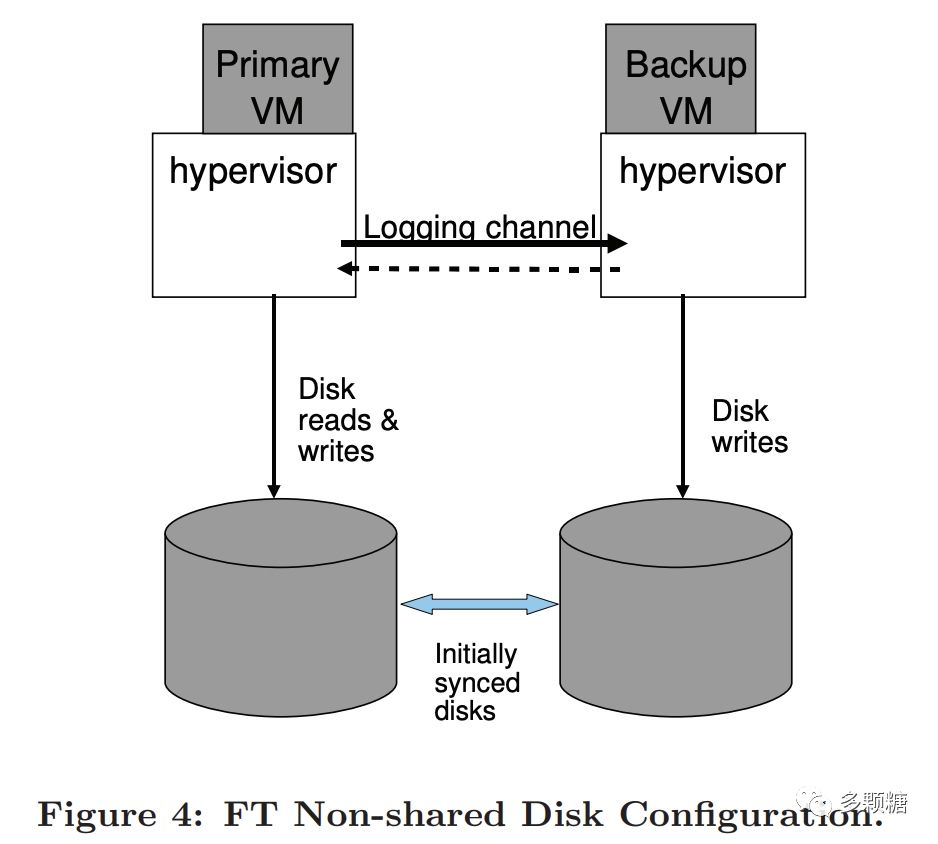 Primary
VM
Backup
VM
hypervisor
hypervisor
Logging channel
Disk
reads &
writes
Disk
writes
Initially
synced
disks
Figure 4: FT Non-shared Disk Configuration.
多颗糖